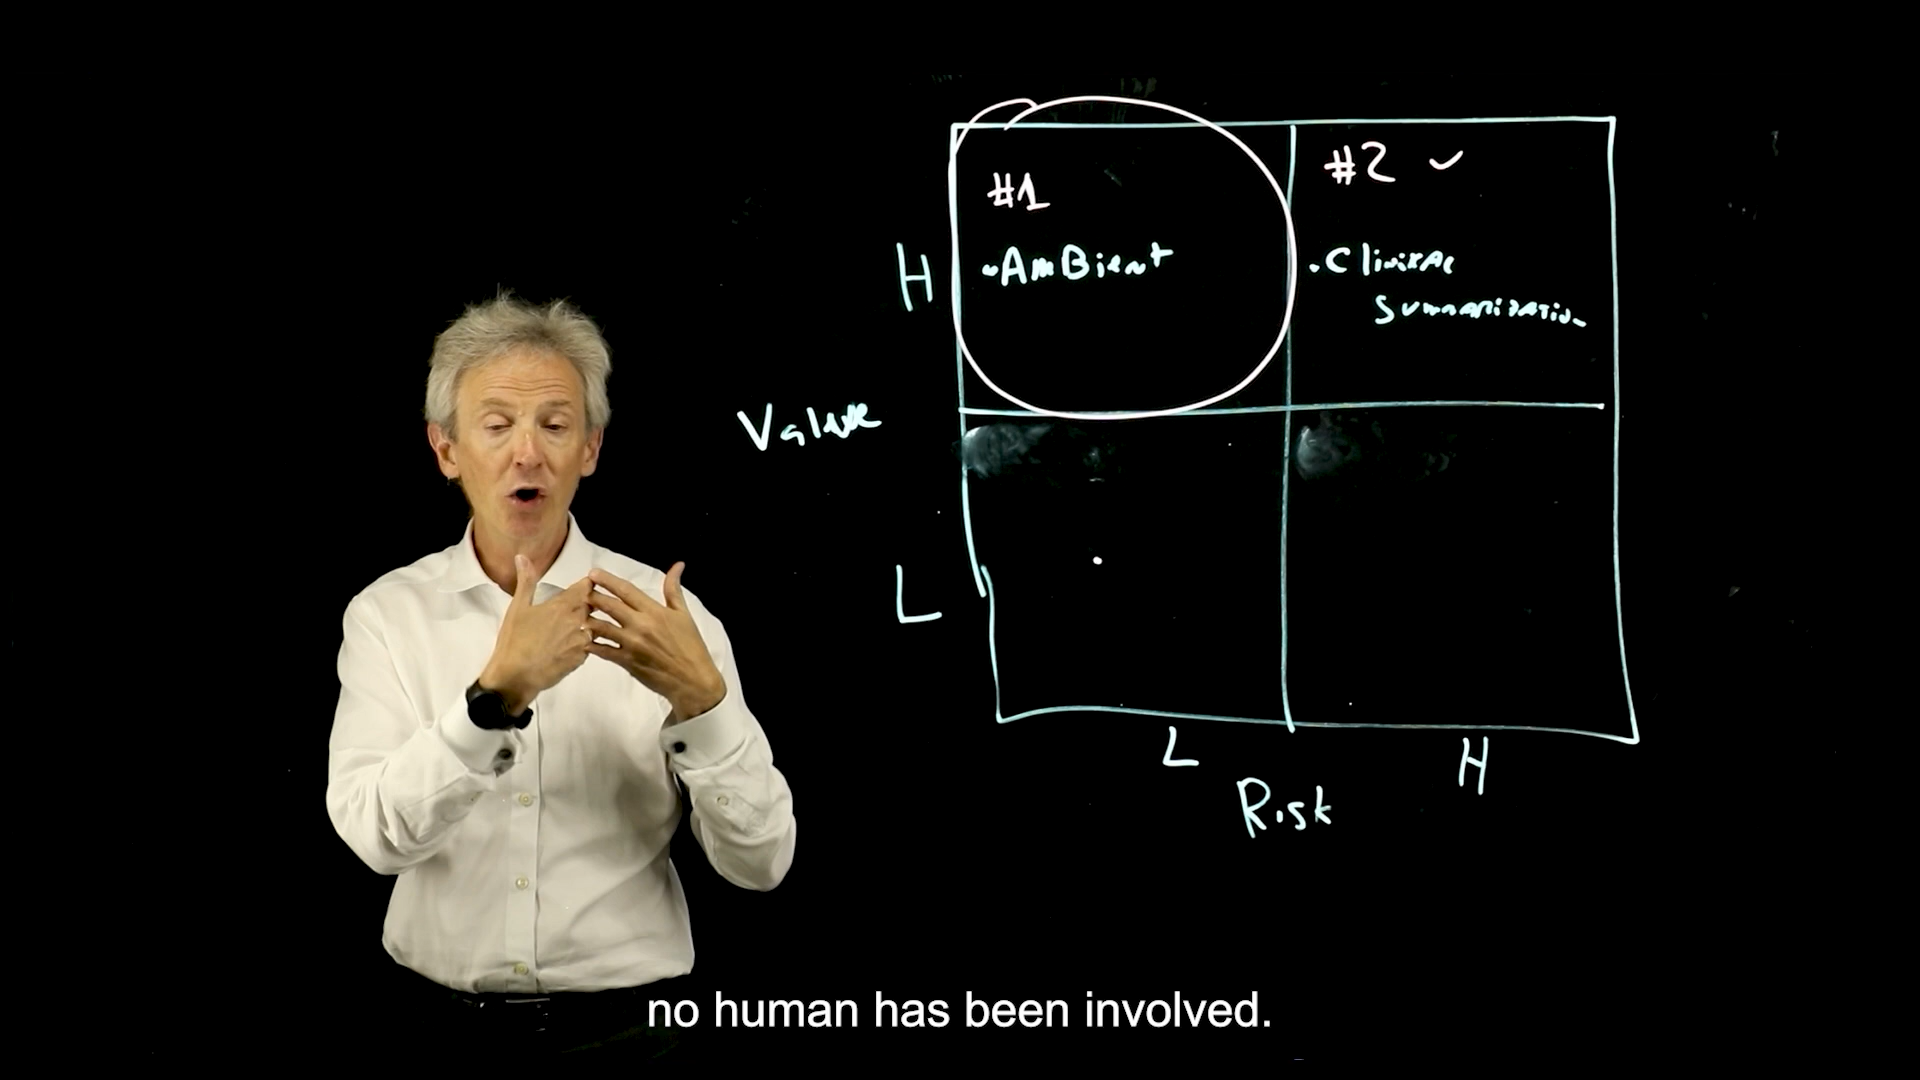 #1
#2 ✓
H
• AmBient
• Clinical
Summarization
Value
L
L
H
Risk
no human has been involved.